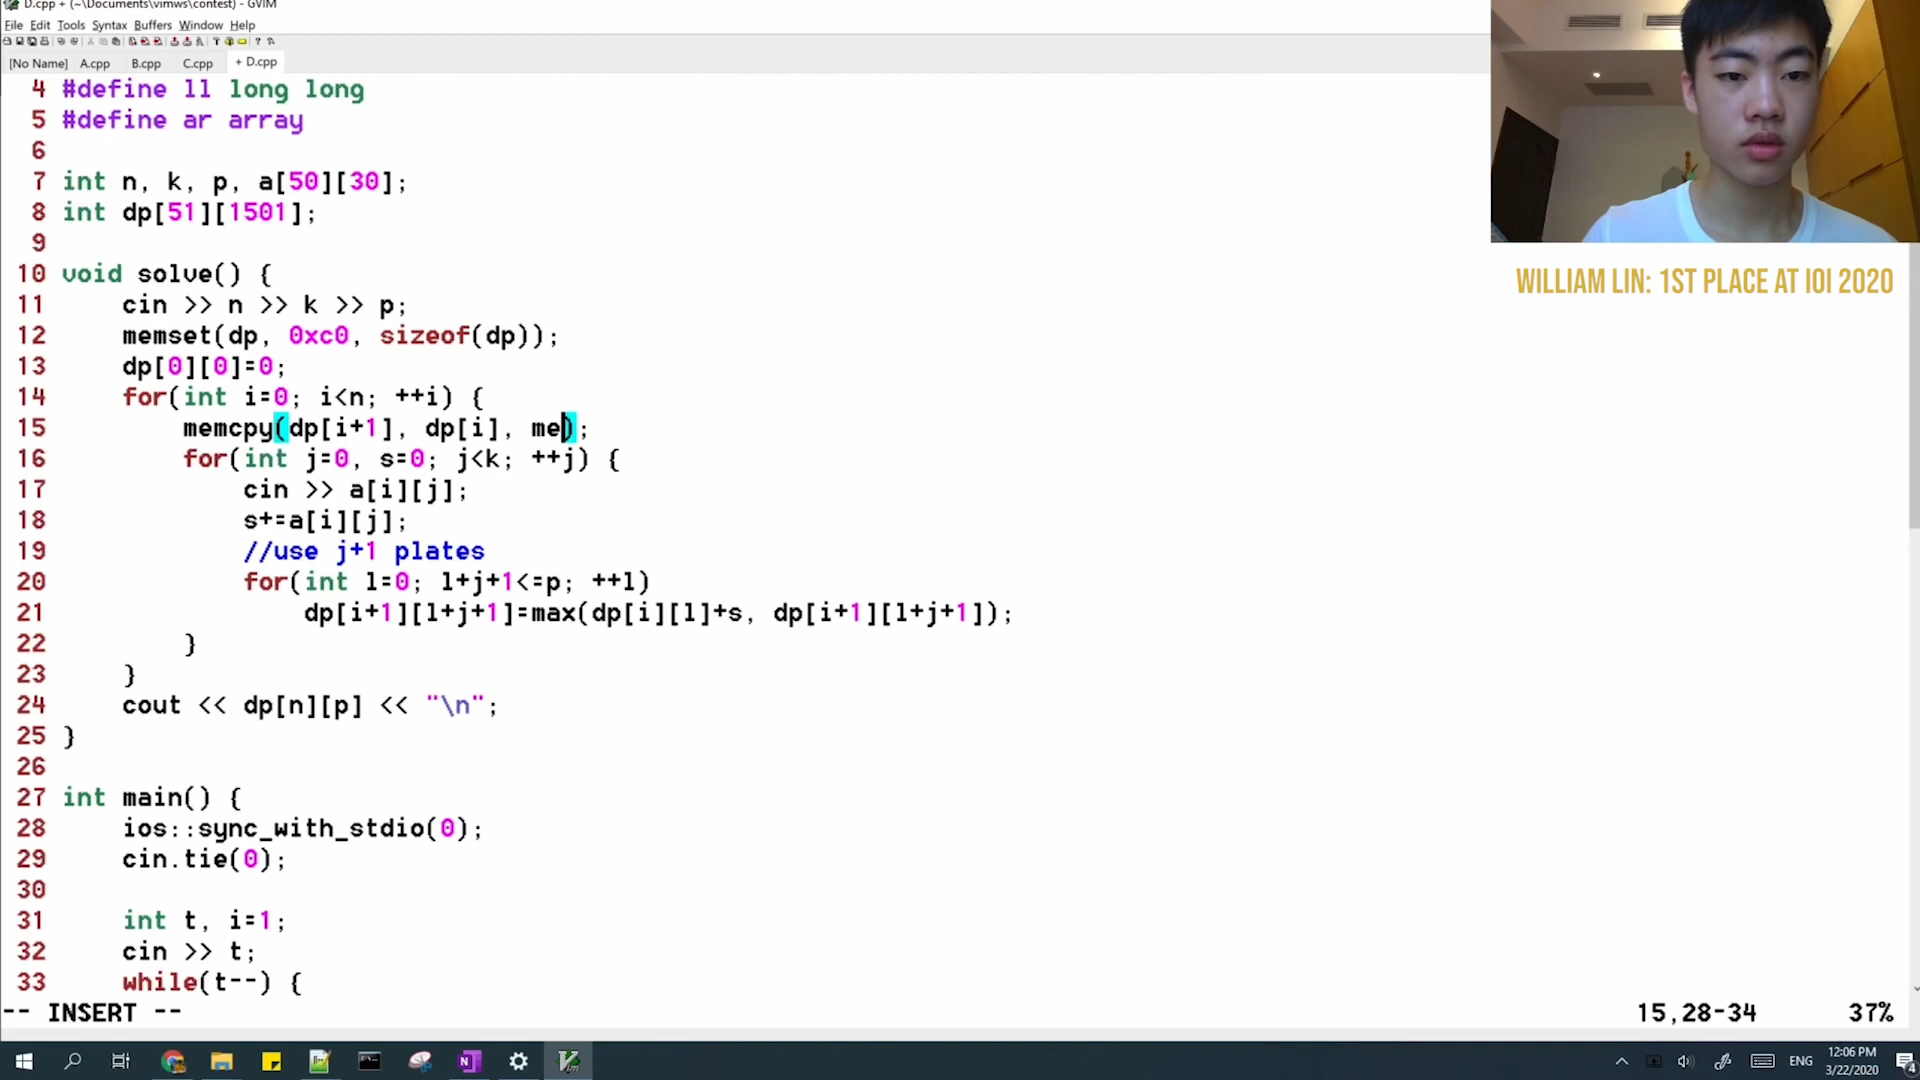 D.cpp + (~\Documents\vimws\contest) - GVIM
File Edit Tools Syntax Buffers Window Help
[No Name] A.cpp B.cpp C.cpp + D.cpp
4 #define ll long long
5 #define ar array
6
7 int n, k, p, a[50][30];
8 int dp[51][1501];
9
10 void solve() {
11 cin >> n >> k >> p;
12 memset(dp, 0xc0, sizeof(dp));
13 dp[0][0]=0;
14 for(int i=0; i<n; ++i) {
15 memcpy(dp[i+1], dp[i], me);
16 for(int j=0, s=0; j<k; ++j) {
17 cin >> a[i][j];
18 s+=a[i][j];
19 //use j+1 plates
20 for(int l=0; l+j+1<=p; ++l)
21 dp[i+1][l+j+1]=max(dp[i][l]+s, dp[i+1][l+j+1]);
22 }
23 }
24 cout << dp[n][p] << "\n";
25 }
26
27 int main() {
28 ios::sync_with_stdio(0);
29 cin.tie(0);
30
31 int t, i=1;
32 cin >> t;
33 while(t--) {
-- INSERT -- 15,28-34 37%
WILLIAM LIN: 1ST PLACE AT IOI 2020
ENG 12:06 PM
3/22/2020
4